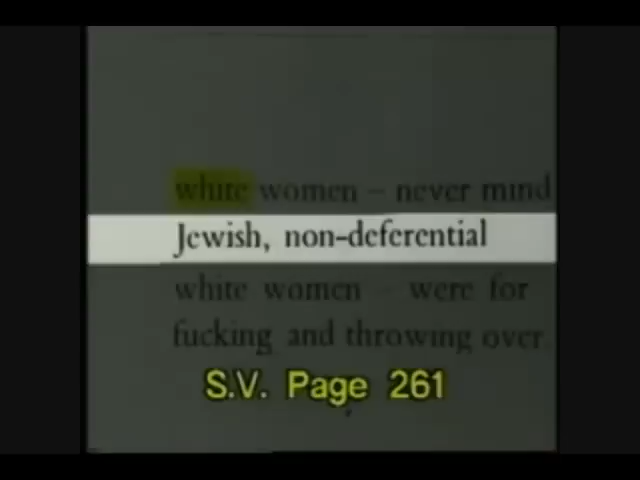 white women – never mind
Jewish, non-deferential
white women – were for
fucking and throwing over.
S.V. Page 261